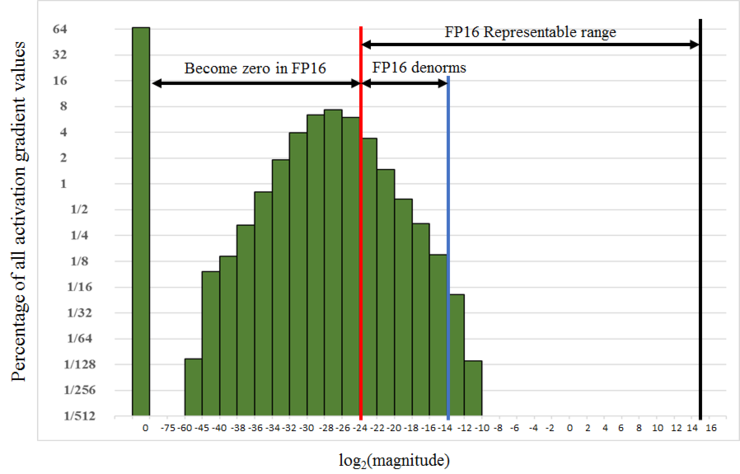 FP16 Representable range
Become zero in FP16
FP16 denorms
Percentage of all activation gradient values
64
32
16
8
4
2
1
1/2
1/4
1/8
1/16
1/32
1/64
1/128
1/256
1/512
0 -75 -60 -45 -40 -38 -36 -34 -32 -30 -28 -26 -24 -22 -20 -18 -16 -14 -12 -10 -8 -6 -4 -2 0 2 4 6 8 10 12 14 16
log2(magnitude)